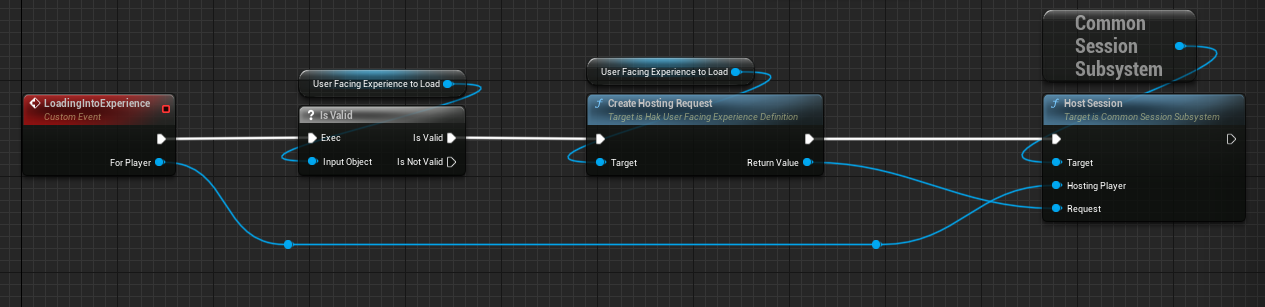 Common
Session
Subsystem
User Facing Experience to Load
User Facing Experience to Load
LoadingIntoExperience
Custom Event
For Player
? Is Valid
Exec
Is Valid
Input Object
Is Not Valid
f Create Hosting Request
Target is Hak User Facing Experience Definition
Target
Return Value
Host Session
Target is Common Session Subsystem
Target
Hosting Player
Request